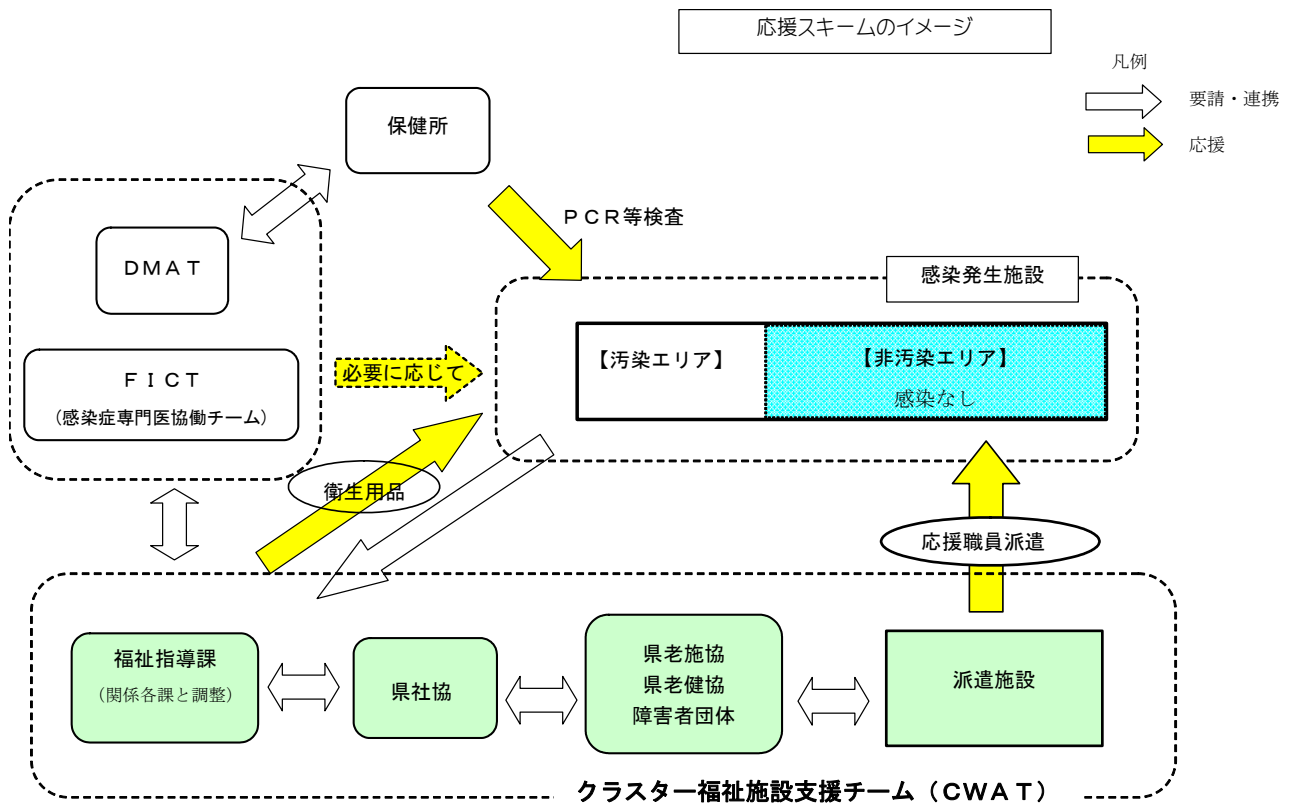 応援スキームのイメージ
凡例
要請・連携
応援
保健所
PCR等検査
DMAT
FICT
(感染症専門医協働チーム)
必要に応じて
感染発生施設
【汚染エリア】
【非汚染エリア】
感染なし
衛生用品
応援職員派遣
福祉指導課
(関係各課と調整)
県社協
県老施協
県老健協
障害者団体
派遣施設
クラスター福祉施設支援チーム(CWAT)